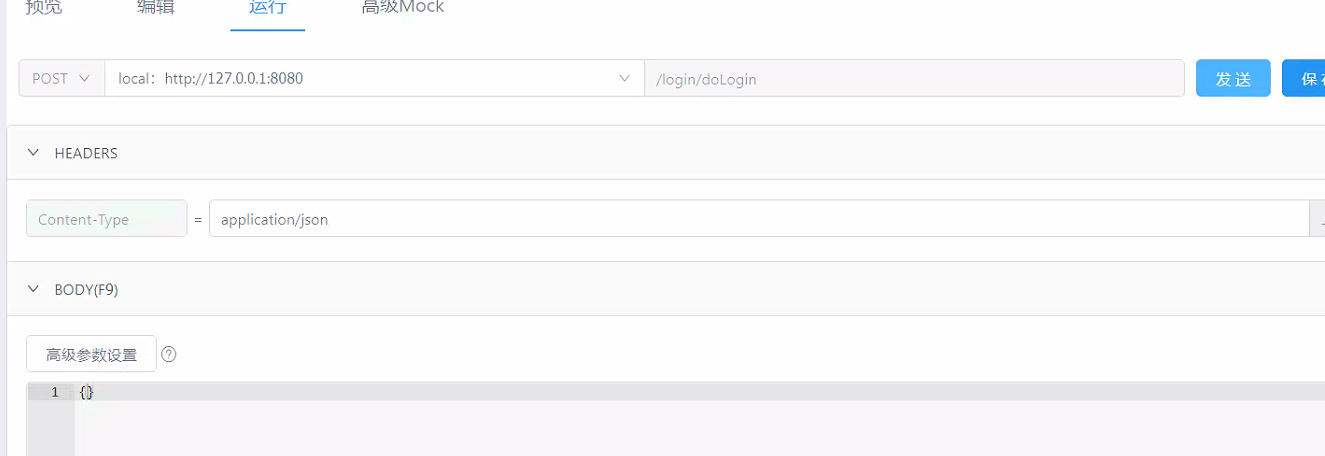 预览 编辑 运行 高级Mock
POST local：http://127.0.0.1:8080 /login/doLogin 发 送
HEADERS
Content-Type = application/json
BODY(F9)
高级参数设置 ?
1 {}